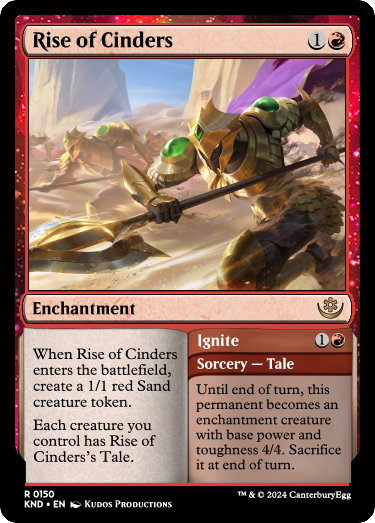 Rise of Cinders
1
Enchantment
When Rise of Cinders
enters the battlefield,
create a 1/1 red Sand
creature token.
Each creature you
control has Rise of
Cinders's Tale.
Ignite
1
Sorcery — Tale
Until end of turn, this
permanent becomes an
enchantment creature
with base power and
toughness 4/4. Sacrifice
it at end of turn.
R 0150
KND • EN Kudos Productions
™ & © 2024 CanterburyEgg